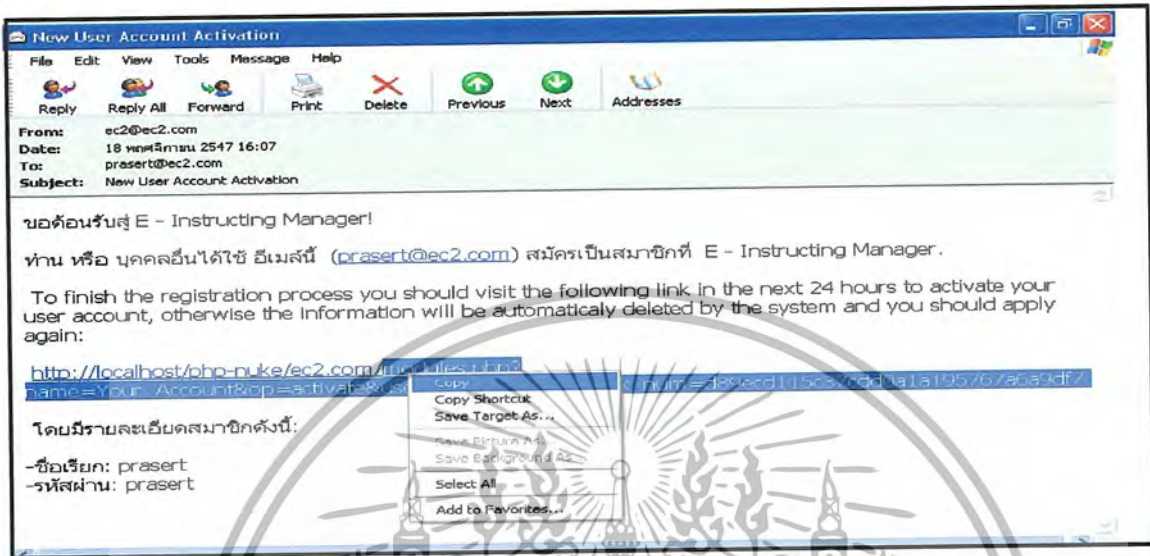 New User Account Activation
File Edit View Tools Message Help
Reply Reply All Forward Print Delete Previous Next Addresses
From: ec2@ec2.com
Date: 18 พฤศจิกายน 2547 16:07
To: prasert@ec2.com
Subject: New User Account Activation
ขอต้อนรับสู่ E - Instructing Manager!
ท่าน หรือ บุคคลอื่นได้ใช้ อีเมล์นี้ (prasert@ec2.com) สมัครเป็นสมาชิกที่ E - Instructing Manager.
To finish the registration process you should visit the following link in the next 24 hours to activate your
user account, otherwise the information will be automaticaly deleted by the system and you should apply
again:
http://localhost/php-nuke/ec2.com/modules.php?
name=Your_Account&op=activate&
Copy
Copy Shortcut
Save Target As...
Save Picture As...
Save Background As...
Select All
Add to Favorites...
โดยมีรายละเอียดสมาชิกดังนี้:
-ชื่อเรียก: prasert
-รหัสผ่าน: prasert